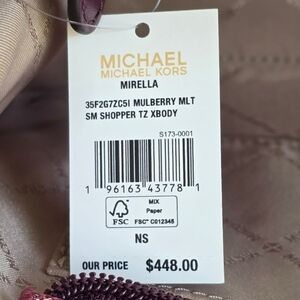 MICHAEL
MICHAEL KORS
MIRELLA
35F2G7ZC5I MULBERRY MLT
SM SHOPPER TZ XBODY
S173-0001
1 96163 43778 1
FSC
MIX
Paper
FSC® C012345
NS
OUR PRICE $448.00